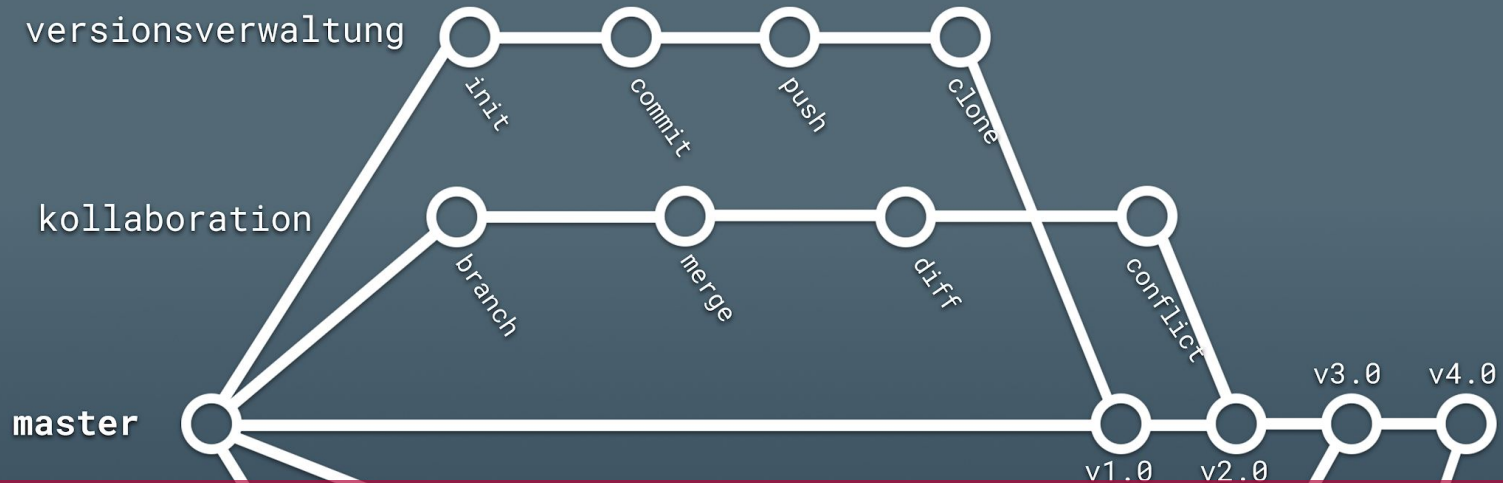 versionsverwaltung
init
commit
push
clone
kollaboration
branch
merge
diff
conflict
master
v3.0
v4.0
v1.0
v2.0